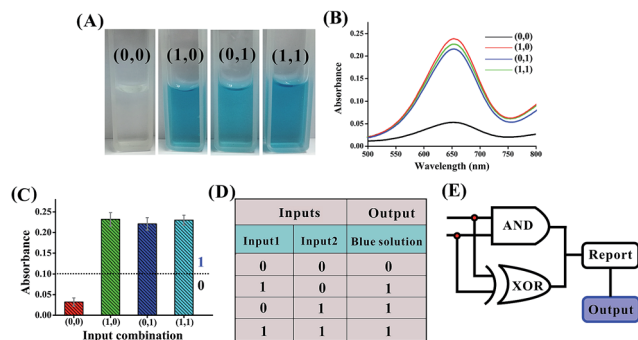 (A)
(0,0)
(1,0)
(0,1)
(1,1)
(B)
Absorbance
0.25
0.20
0.15
0.10
0.05
0.00
500
550
600
650
700
750
800
Wavelength (nm)
(0,0)
(1,0)
(0,1)
(1,1)
(C)
Absorbance
0.25
0.20
0.15
0.10
0.05
0.00
1
0
(0,0)
(1,0)
(0,1)
(1,1)
Input combination
(D)
Inputs Output
Input1 Input2 Blue solution
0 0 0
1 0 1
0 1 1
1 1 1
(E)
AND
XOR
Report
Output